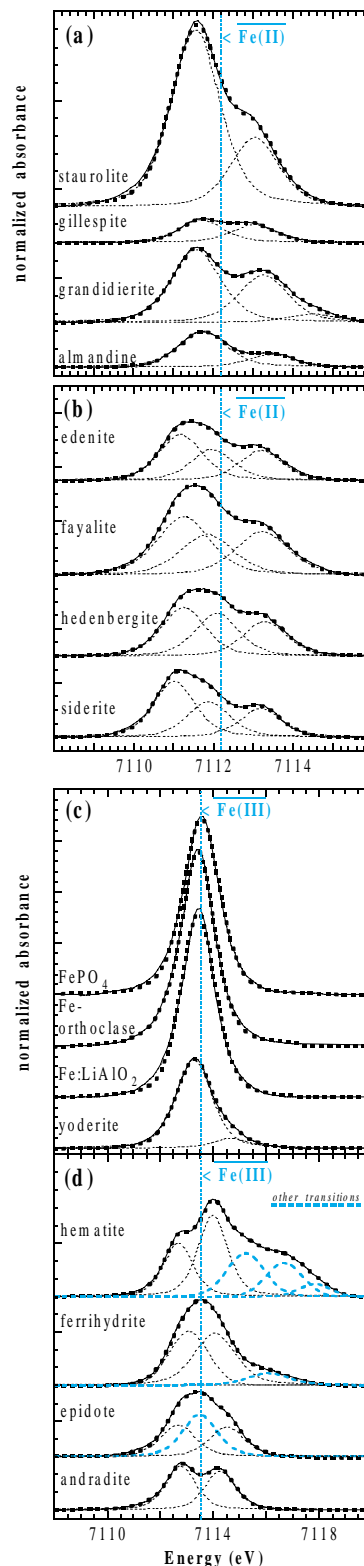 (a)
< Fe(II)
normalized absorbance
staurolite
gillespite
grandidierite
almandine
(b)
< Fe(II)
edenite
fayalite
hedenbergite
siderite
7110 7112 7114
(c)
< Fe(III)
normalized absorbance
FePO4
Fe-
orthoclase
Fe:LiAlO2
yoderite
(d)
< Fe(III)
other transitions
hematite
ferrihydrite
epidote
andradite
7110 7114 7118
Energy (eV)